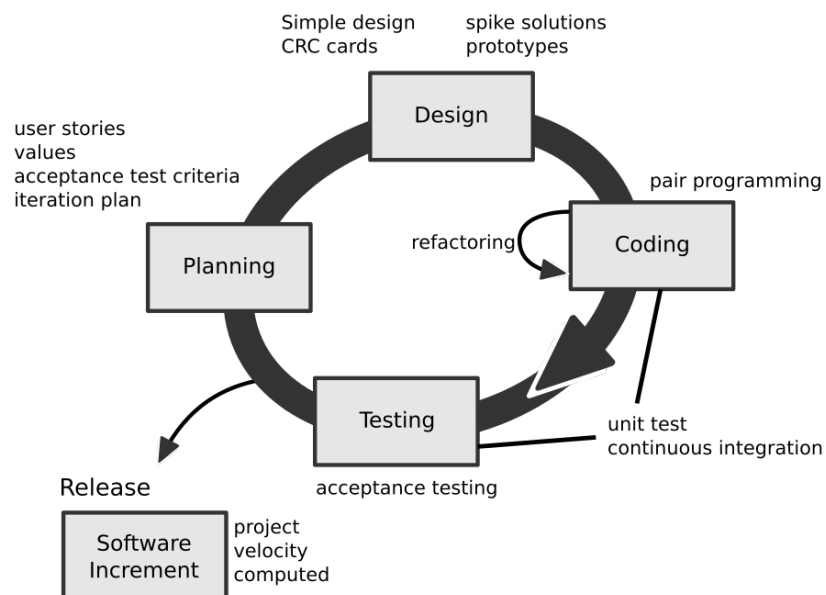 Simple design
CRC cards
spike solutions
prototypes
Design
user stories
values
acceptance test criteria
iteration plan
pair programming
Planning
refactoring
Coding
Testing
unit test
continuous integration
acceptance testing
Release
Software
Increment
project
velocity
computed